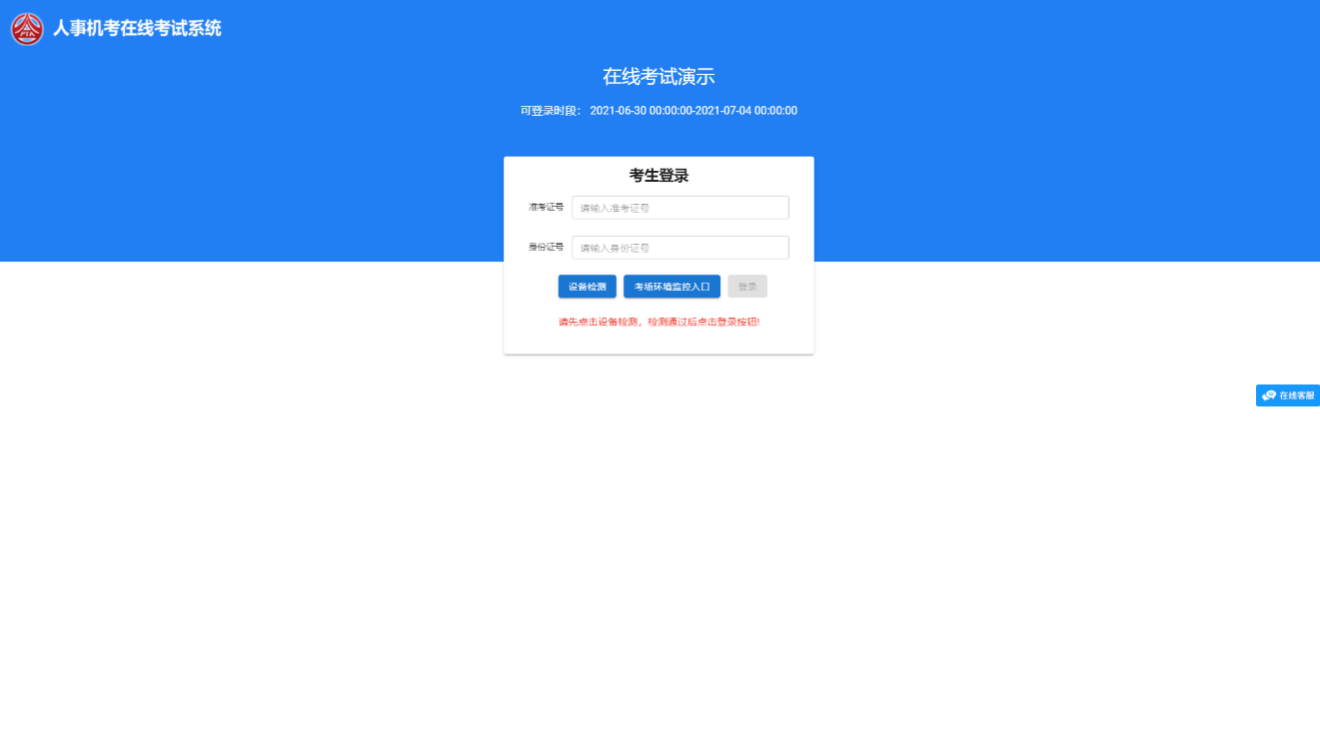 人事机考在线考试系统
在线考试演示
可登录时段： 2021-06-30 00:00:00-2021-07-04 00:00:00
考生登录
准考证号 请输入准考证号
身份证号 请输入身份证号
设备检测 考场环境监控入口 登录
请先点击设备检测，检测通过后点击登录按钮!
在线客服
PTA